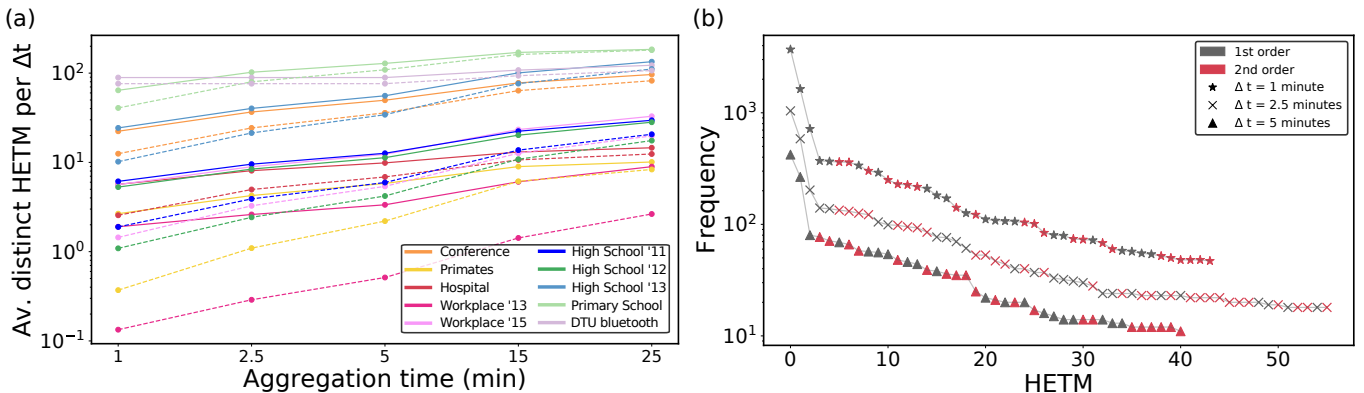 (a)
Av. distinct HETM per Δt
10²
10¹
10⁰
10⁻¹
1
2.5
5
15
25
Aggregation time (min)
Conference
Primates
Hospital
Workplace '13
Workplace '15
High School '11
High School '12
High School '13
Primary School
DTU bluetooth
(b)
Frequency
10³
10²
10¹
0
10
20
30
40
50
HETM
1st order
2nd order
Δ t = 1 minute
Δ t = 2.5 minutes
Δ t = 5 minutes